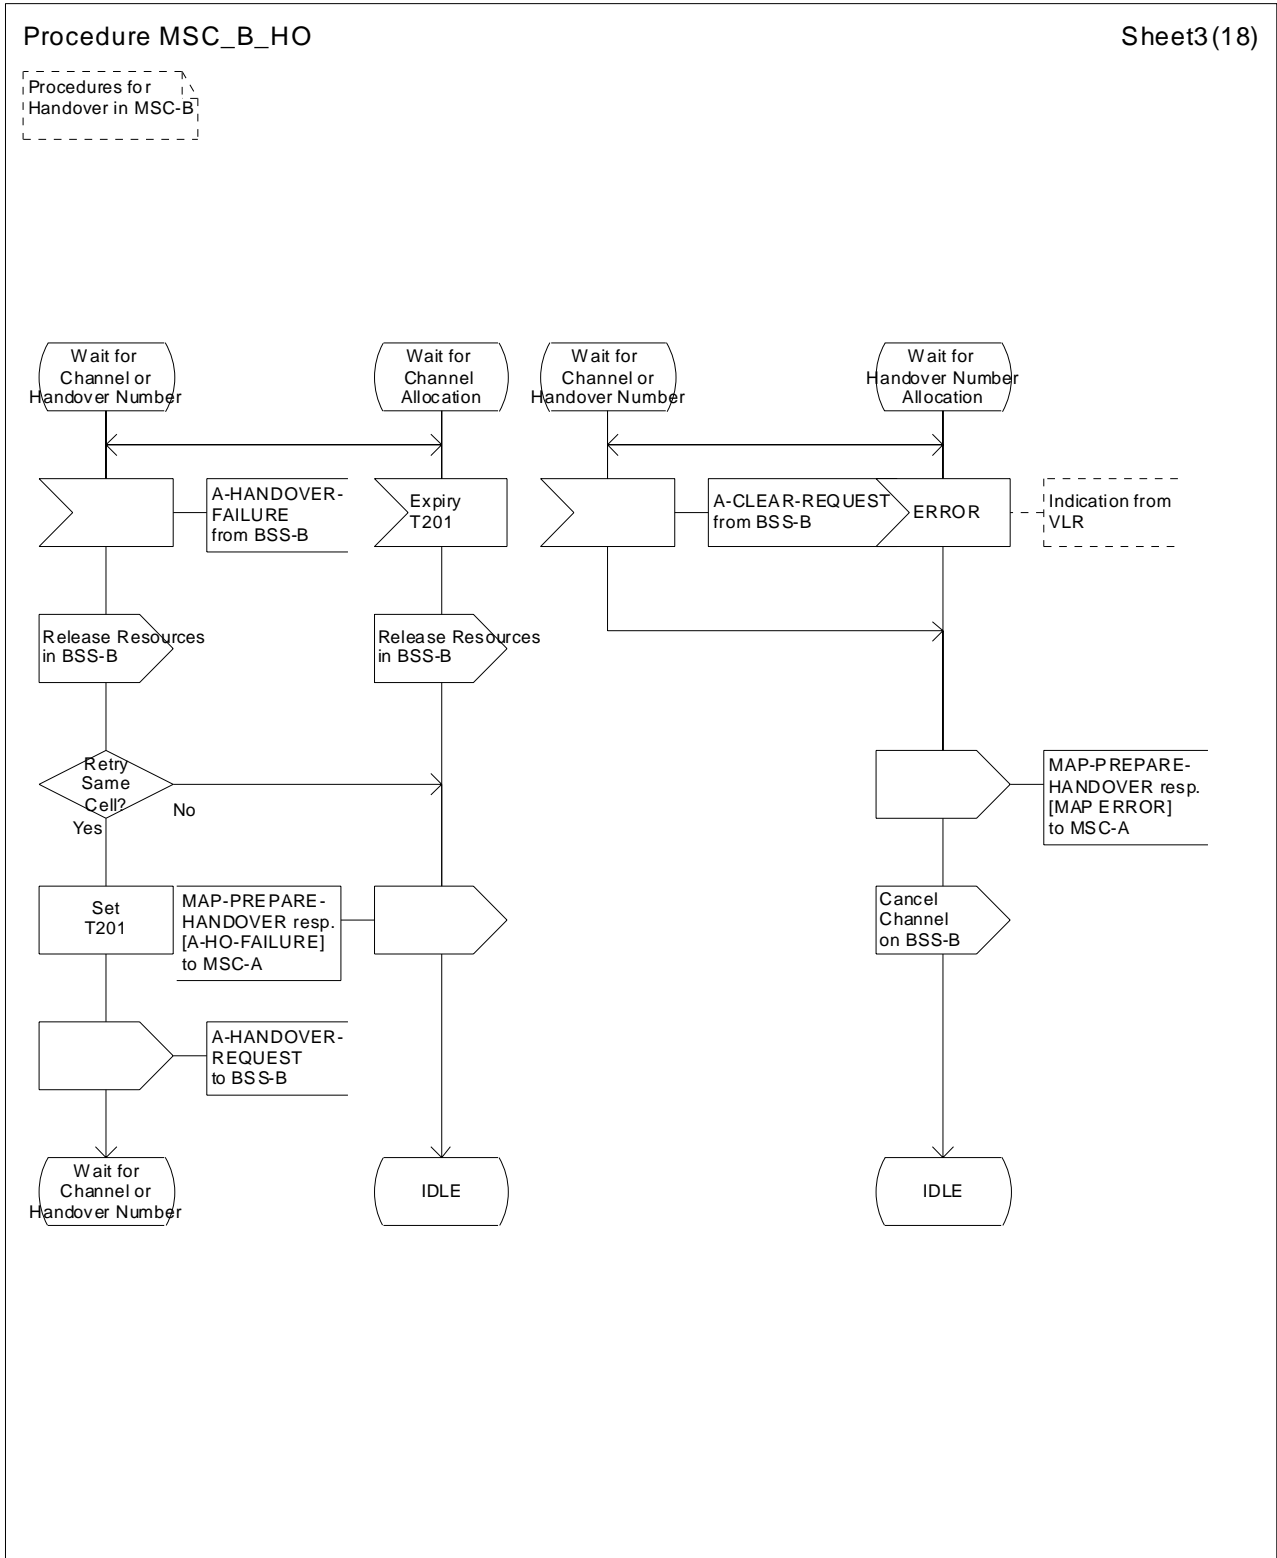 Procedure MSC_B_HO
Sheet3(18)
Procedures for
Handover in MSC-B
Wait for
Channel or
Handover Number
Wait for
Channel
Allocation
Wait for
Channel or
Handover Number
Wait for
Handover Number
Allocation
A-HANDOVER-
FAILURE
from BSS-B
Expiry
T201
A-CLEAR-REQUEST
from BSS-B
ERROR
Indication from
VLR
Release Resources
in BSS-B
Release Resources
in BSS-B
Retry
Same
Cell?
No
Yes
MAP-PREPARE-
HANDOVER resp.
[MAP ERROR]
to MSC-A
Set
T201
MAP-PREPARE-
HANDOVER resp.
[A-HO-FAILURE]
to MSC-A
Cancel
Channel
on BSS-B
A-HANDOVER-
REQUEST
to BSS-B
Wait for
Channel or
Handover Number
IDLE
IDLE